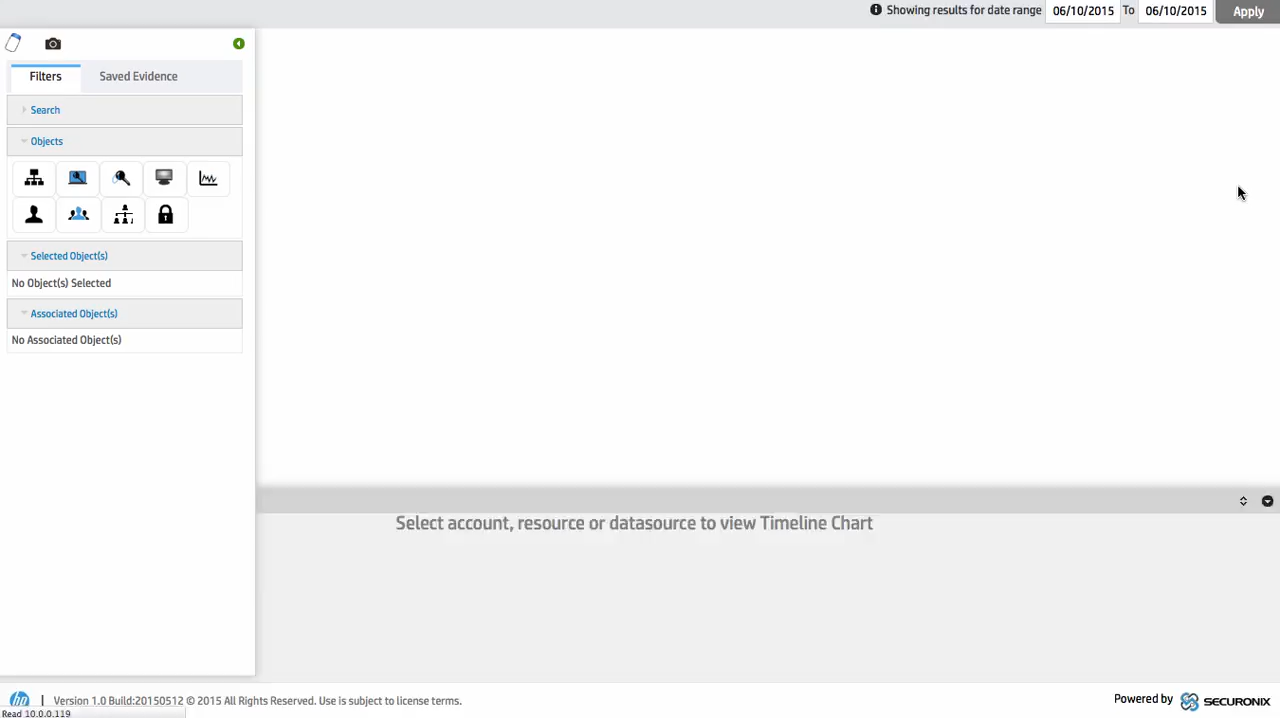 Showing results for date range 06/10/2015 To 06/10/2015 Apply
Filters Saved Evidence
Search
Objects
Selected Object(s)
No Object(s) Selected
Associated Object(s)
No Associated Object(s)
Select account, resource or datasource to view Timeline Chart
hp | Version 1.0 Build:20150512 © 2015 All Rights Reserved. Use is subject to license terms.
Powered by SECURONIX
Read 10.0.0.119